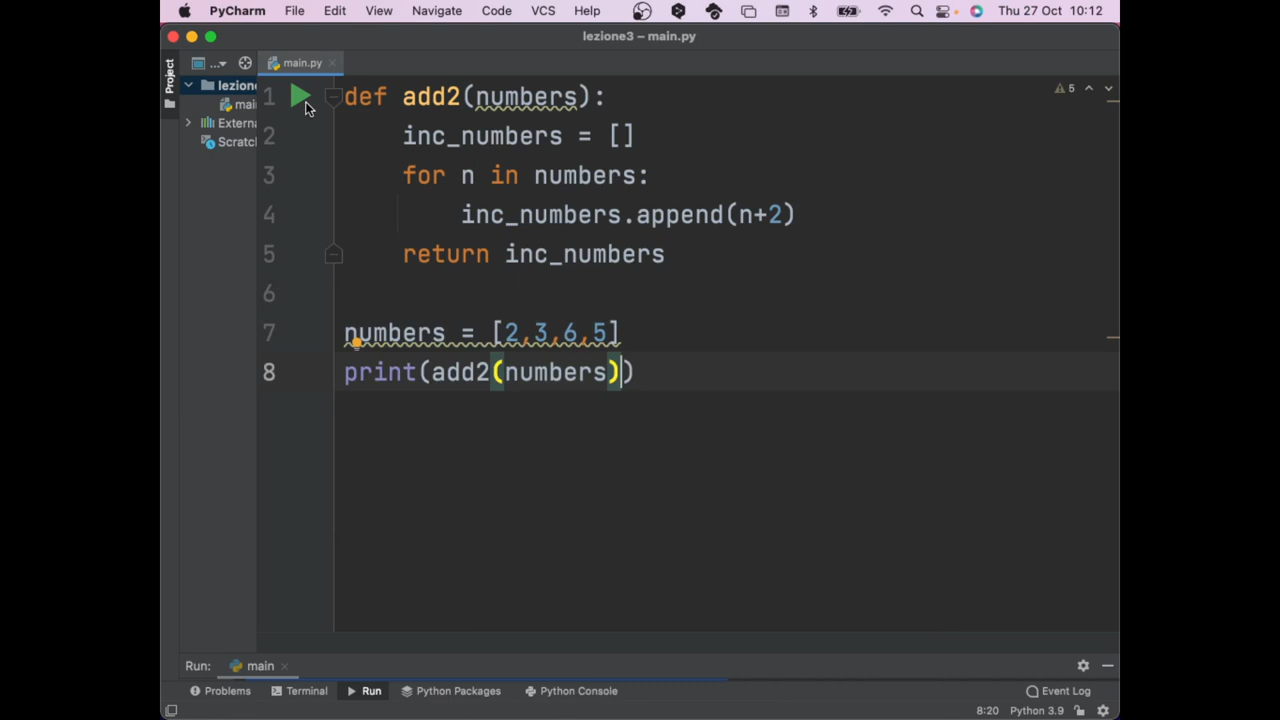 PyCharm File Edit View Navigate Code VCS Help Thu 27 Oct 10:12
lezione3 – main.py
Project
...
main.py
lezione
mai
Externa
Scratc
5
1 def add2(numbers):
2 inc_numbers = []
3 for n in numbers:
4 inc_numbers.append(n+2)
5 return inc_numbers
6
7 numbers = [2,3,6,5]
8 print(add2(numbers))
Run: main
Problems Terminal Run Python Packages Python Console Event Log
8:20 Python 3.9